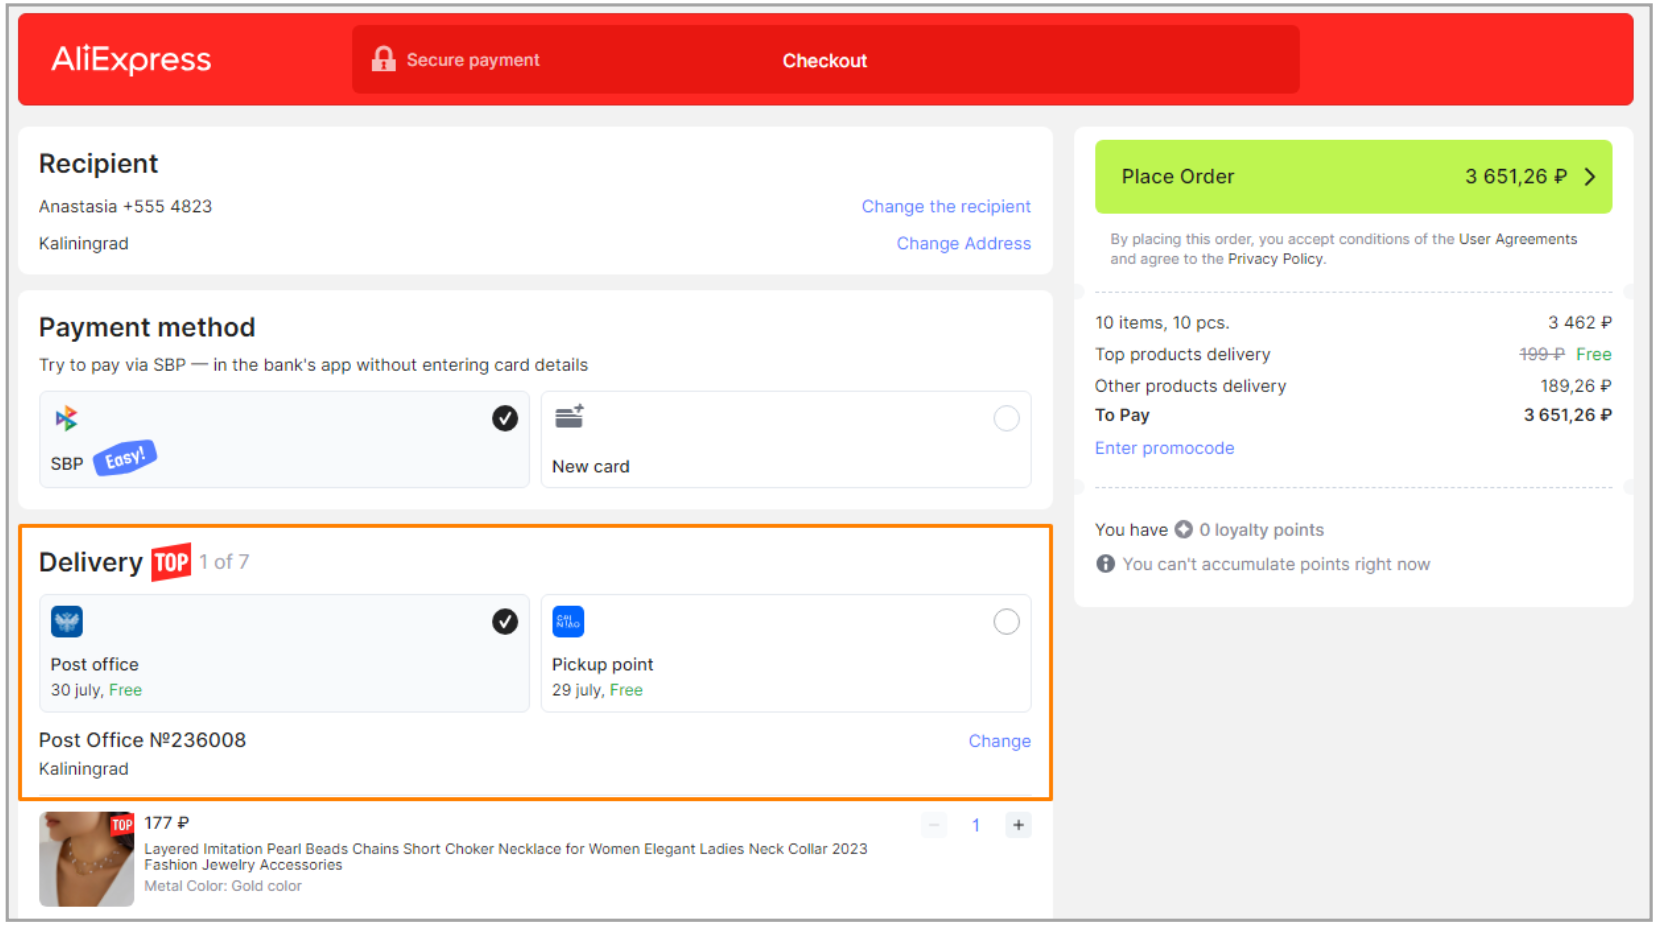 AliExpress
Secure payment
Checkout
Recipient
Anastasia +555 4823
Change the recipient
Kaliningrad
Change Address
Payment method
Try to pay via SBP — in the bank's app without entering card details
SBP Easy!
New card
Delivery TOP 1 of 7
Post office
30 july, Free
CAI
NIAO
Pickup point
29 july, Free
Post Office №236008
Change
Kaliningrad
TOP
177 ₽
1 +
Layered Imitation Pearl Beads Chains Short Choker Necklace for Women Elegant Ladies Neck Collar 2023
Fashion Jewelry Accessories
Metal Color: Gold color
Place Order 3 651,26 ₽
By placing this order, you accept conditions of the User Agreements
and agree to the Privacy Policy.
10 items, 10 pcs. 3 462 ₽
Top products delivery 199 ₽ Free
Other products delivery 189,26 ₽
To Pay 3 651,26 ₽
Enter promocode
You have 0 loyalty points
You can't accumulate points right now